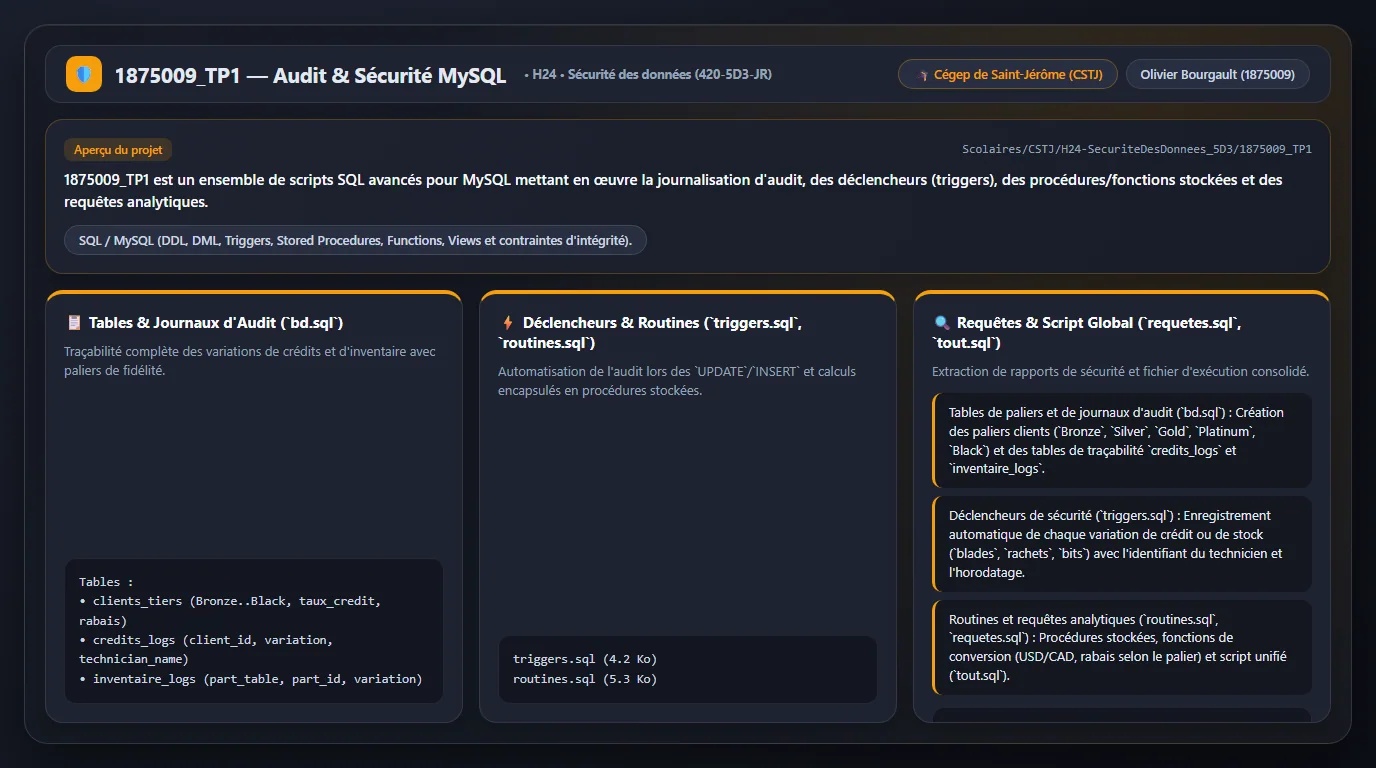 1875009_TP1 — Audit & Sécurité MySQL
• H24 • Sécurité des données (420-5D3-JR)
Cégep de Saint-Jérôme (CSTJ)
Olivier Bourgault (1875009)
Aperçu du projet
Scolaires/CSTJ/H24-SecuriteDesDonnees_5D3/1875009_TP1
1875009_TP1 est un ensemble de scripts SQL avancés pour MySQL mettant en œuvre la journalisation d'audit, des déclencheurs (triggers), des procédures/fonctions stockées et des
requêtes analytiques.
SQL / MySQL (DDL, DML, Triggers, Stored Procedures, Functions, Views et contraintes d'intégrité).
Tables & Journaux d'Audit (`bd.sql`)
Traçabilité complète des variations de crédits et d'inventaire avec
paliers de fidélité.
Tables :
• clients_tiers (Bronze..Black, taux_credit,
rabais)
• credits_logs (client_id, variation,
technician_name)
• inventaire_logs (part_table, part_id, variation)
Déclencheurs & Routines (`triggers.sql`,
`routines.sql`)
Automatisation de l'audit lors des `UPDATE`/`INSERT` et calculs
encapsulés en procédures stockées.
triggers.sql (4.2 Ko)
routines.sql (5.3 Ko)
Requêtes & Script Global (`requetes.sql`,
`tout.sql`)
Extraction de rapports de sécurité et fichier d'exécution consolidé.
Tables de paliers et de journaux d'audit (`bd.sql`) : Création
des paliers clients (`Bronze`, `Silver`, `Gold`, `Platinum`,
`Black`) et des tables de traçabilité `credits_logs` et
`inventaire_logs`.
Déclencheurs de sécurité (`triggers.sql`) : Enregistrement
automatique de chaque variation de crédit ou de stock
(`blades`, `rachets`, `bits`) avec l'identifiant du technicien et
l'horodatage.
Routines et requêtes analytiques (`routines.sql`,
`requetes.sql`) : Procédures stockées, fonctions de
conversion (USD/CAD, rabais selon le palier) et script unifié
(`tout.sql`).